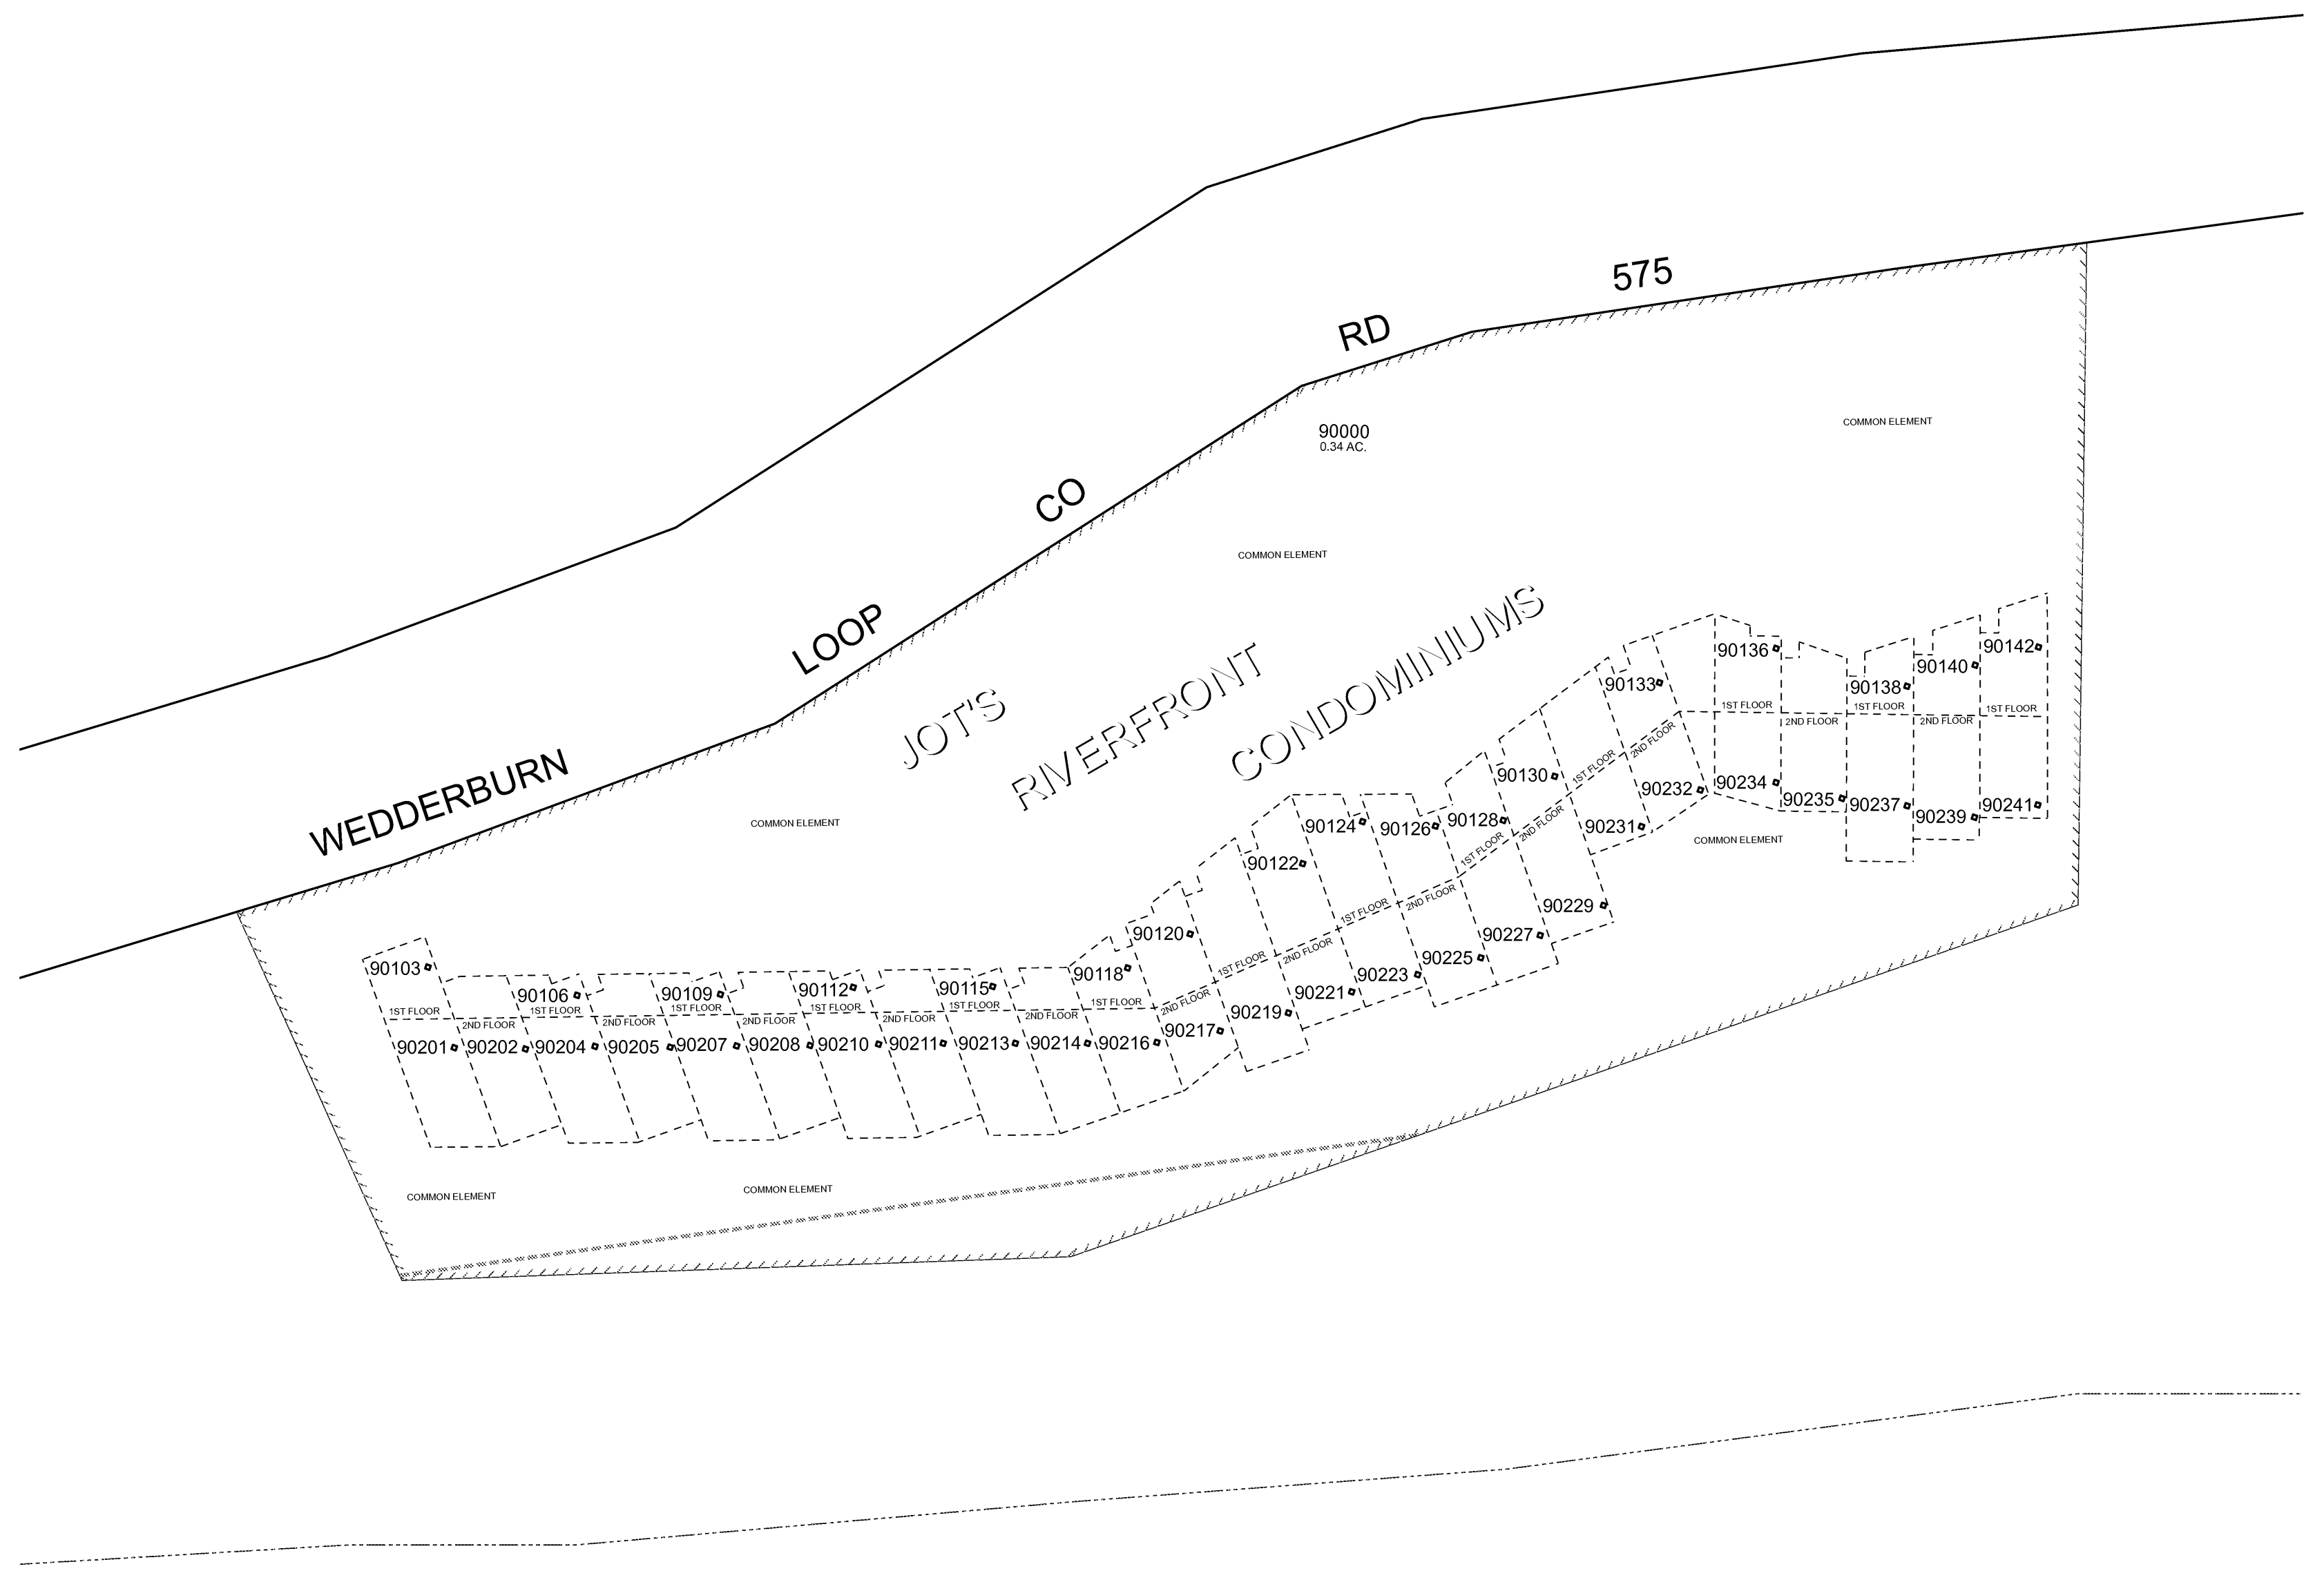 575
RD
CO
LOOP
WEDDERBURN
90000
0.34 AC.
COMMON ELEMENT
COMMON ELEMENT
JOT'S
RIVERFRONT
CONDOMINIUMS
COMMON ELEMENT
90103
90106
90109
90112
90115
90118
90120
90122
90124
90126
90128
90130
90133
90136
90138
90140
90142
1ST FLOOR
2ND FLOOR
1ST FLOOR
2ND FLOOR
1ST FLOOR
2ND FLOOR
1ST FLOOR
2ND FLOOR
1ST FLOOR
2ND FLOOR
1ST FLOOR
2ND FLOOR
1ST FLOOR
2ND FLOOR
1ST FLOOR
2ND FLOOR
1ST FLOOR
2ND FLOOR
1ST FLOOR
2ND FLOOR
1ST FLOOR
2ND FLOOR
1ST FLOOR
2ND FLOOR
1ST FLOOR
90201
90202
90204
90205
90207
90208
90210
90211
90213
90214
90216
90217
90219
90221
90223
90225
90227
90229
90231
90232
90234
90235
90237
90239
90241
COMMON ELEMENT
COMMON ELEMENT
COMMON ELEMENT